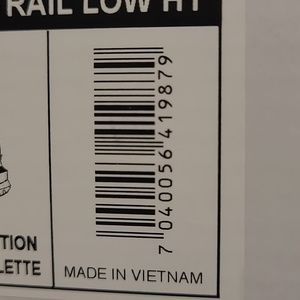 RAIL LOW HT
7 040056 419879
TION
LETTE
MADE IN VIETNAM